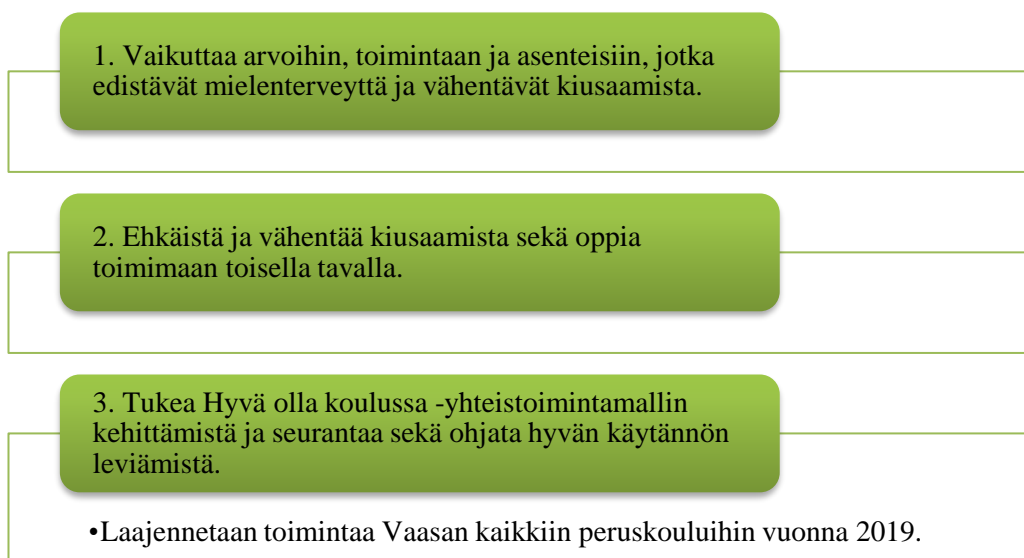 1. Vaikuttaa arvoihin, toimintaan ja asenteisiin, jotka
edistävät mielenterveyttä ja vähentävät kiusaamista.
2. Ehkäistä ja vähentää kiusaamista sekä oppia
toimimaan toisella tavalla.
3. Tukea Hyvä olla koulussa -yhteistoimintamallin
kehittämistä ja seurantaa sekä ohjata hyvän käytännön
leviämistä.
•Laajennetaan toimintaa Vaasan kaikkiin peruskouluihin vuonna 2019.